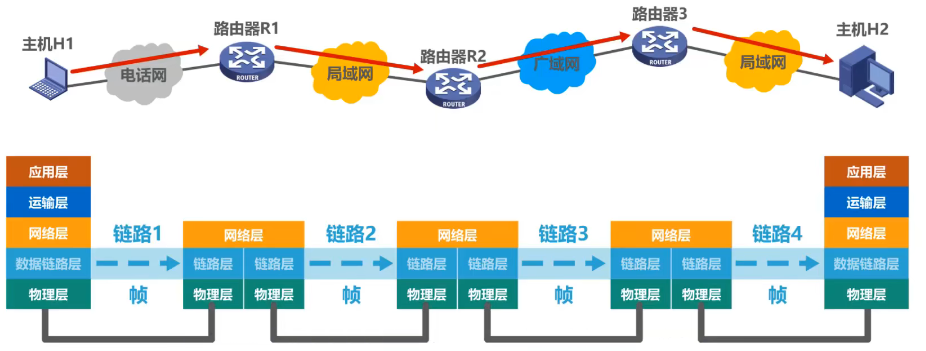 主机H1
路由器R1
路由器R2
路由器3
主机H2
电话网
局域网
广域网
局域网
ROUTER
ROUTER
ROUTER
应用层
运输层
网络层
数据链路层
物理层
链路1
帧
网络层
链路层 链路层
物理层 物理层
链路2
帧
网络层
链路层 链路层
物理层 物理层
链路3
帧
网络层
链路层 链路层
物理层 物理层
链路4
帧
应用层
运输层
网络层
数据链路层
物理层